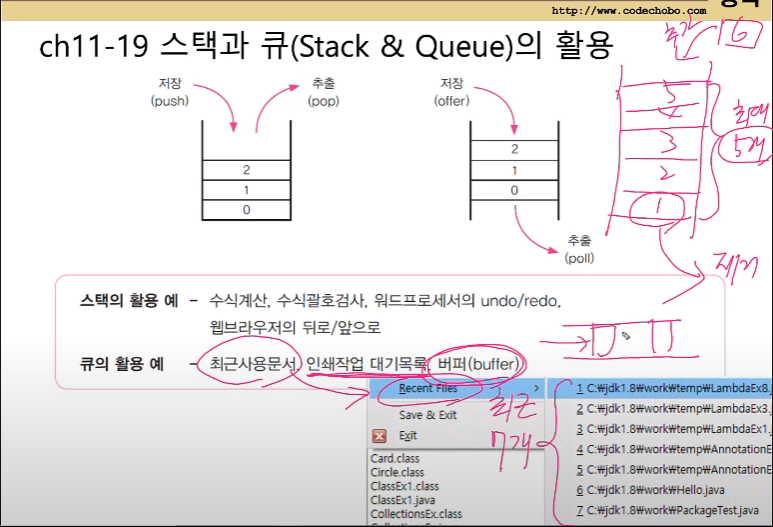 http://www.codechobo.com
ch11-19 스택과 큐(Stack & Queue)의 활용
추가 6
저장
(push)
추출
(pop)
2
1
0
저장
(offer)
2
1
0
추출
(poll)
5
4
3
2
1
최대
5개
제거
스택의 활용 예 - 수식계산, 수식괄호검사, 워드프로세서의 undo/redo,
웹브라우저의 뒤로/앞으로
큐의 활용 예 - 최근사용문서, 인쇄작업 대기목록, 버퍼(buffer)
Recent Files
Save & Exit
Exit
Card.class
Circle.class
ClassEx1.class
ClassEx1.java
CollectionsEx.class
최근
7개
1 C:\jdk1.8\work\temp\LambdaEx8.j
2 C:\jdk1.8\work\temp\LambdaEx3.
3 C:\jdk1.8\work\temp\LambdaEx1.
4 C:\jdk1.8\work\temp\AnnotationE
5 C:\jdk1.8\work\temp\AnnotationE
6 C:\jdk1.8\work\Hello.java
7 C:\jdk1.8\work\PackageTest.java